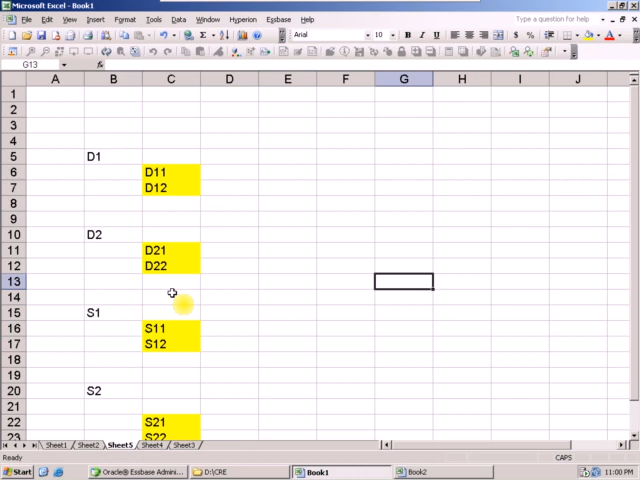 Microsoft Excel - Book1
File Edit View Insert Format Tools Data Window Hyperion Essbase Help
Type a question for help
Arial 10 B I U $ %
G13 fx
A B C D E F G H I J
1
2
3
4
5 D1
6 D11
7 D12
8
9
10 D2
11 D21
12 D22
13
14
15 S1
16 S11
17 S12
18
19
20 S2
21
22 S21
23 S22
Sheet1 Sheet2 Sheet5 Sheet4 Sheet3
Ready CAPS
Start Oracle® Essbase Admini... D:\CRE Book1 Book2 11:00 PM